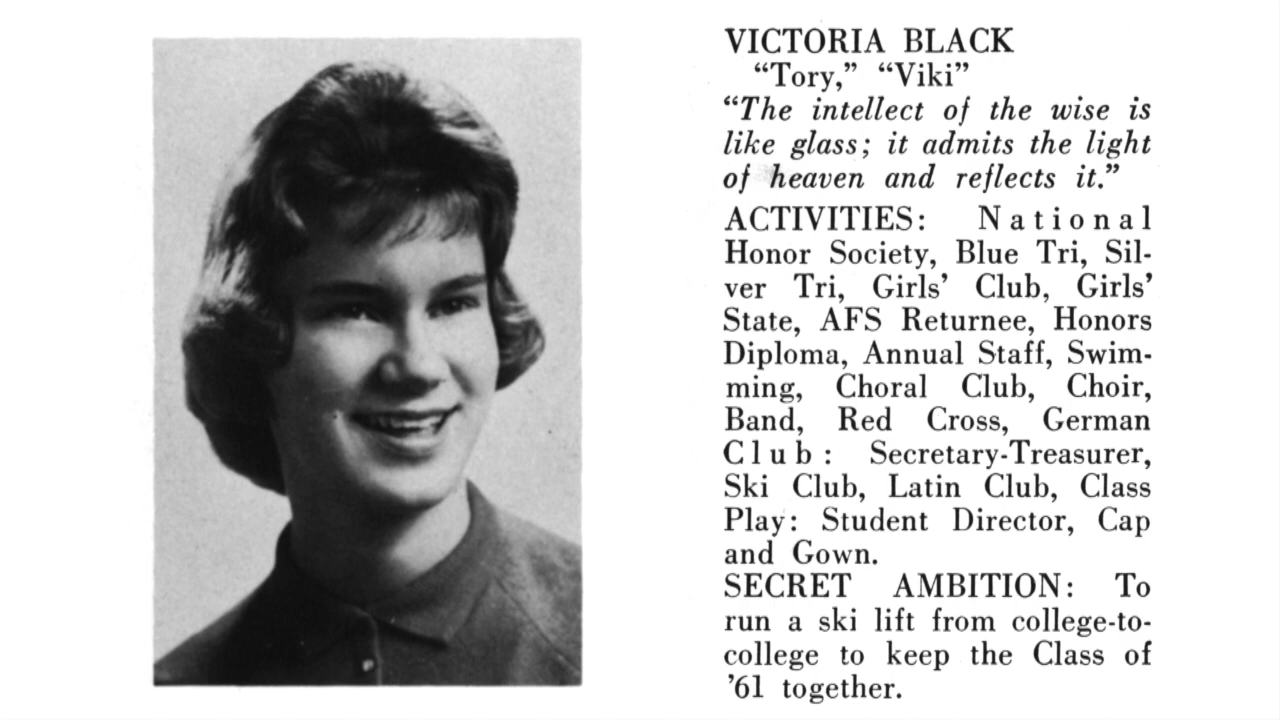 VICTORIA BLACK
“Tory,” “Viki”
“The intellect of the wise is
like glass; it admits the light
of heaven and reflects it.”
ACTIVITIES: National
Honor Society, Blue Tri, Sil-
ver Tri, Girls’ Club, Girls’
State, AFS Returnee, Honors
Diploma, Annual Staff, Swim-
ming, Choral Club, Choir,
Band, Red Cross, German
Club: Secretary-Treasurer,
Ski Club, Latin Club, Class
Play: Student Director, Cap
and Gown.
SECRET AMBITION: To
run a ski lift from college-to-
college to keep the Class of
’61 together.